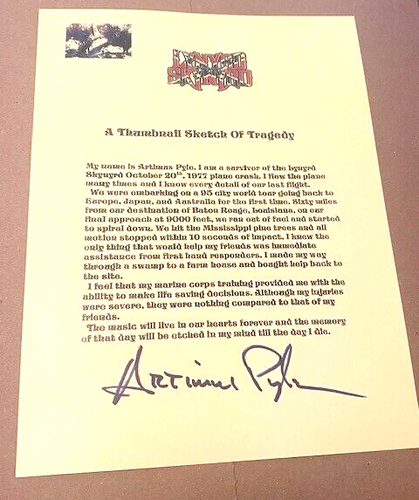 LYNYRD
SKYNYRD
A Thumbnail Sketch Of Tragedy
My name is Artimus Pyle. I am a survivor of the Lynyrd
Skynyrd October 20th, 1977 plane crash. I flew the plane
many times and I know every detail of our last flight.
We were embarking on a 95 city world tour going back to
Europe, Japan, and Australia for the first time. Sixty miles
from our destination of Baton Rouge, Louisiana, on our
final approach at 9000 feet, we ran out of fuel and started
to spiral down. We hit the Mississippi pine trees and all
motion stopped within 10 seconds of impact. I knew the
only thing that would help my friends was immediate
assistance from first hand responders. I made my way
through a swamp to a farm house and bought help back to
the site.
I feel that my marine corps training provided me with the
ability to make life saving decisions. Although my injuries
were severe, they were nothing compared to that of my
friends.
The music will live in our hearts forever and the memory
of that day will be etched in my mind till the day I die.
Artimus Pyle